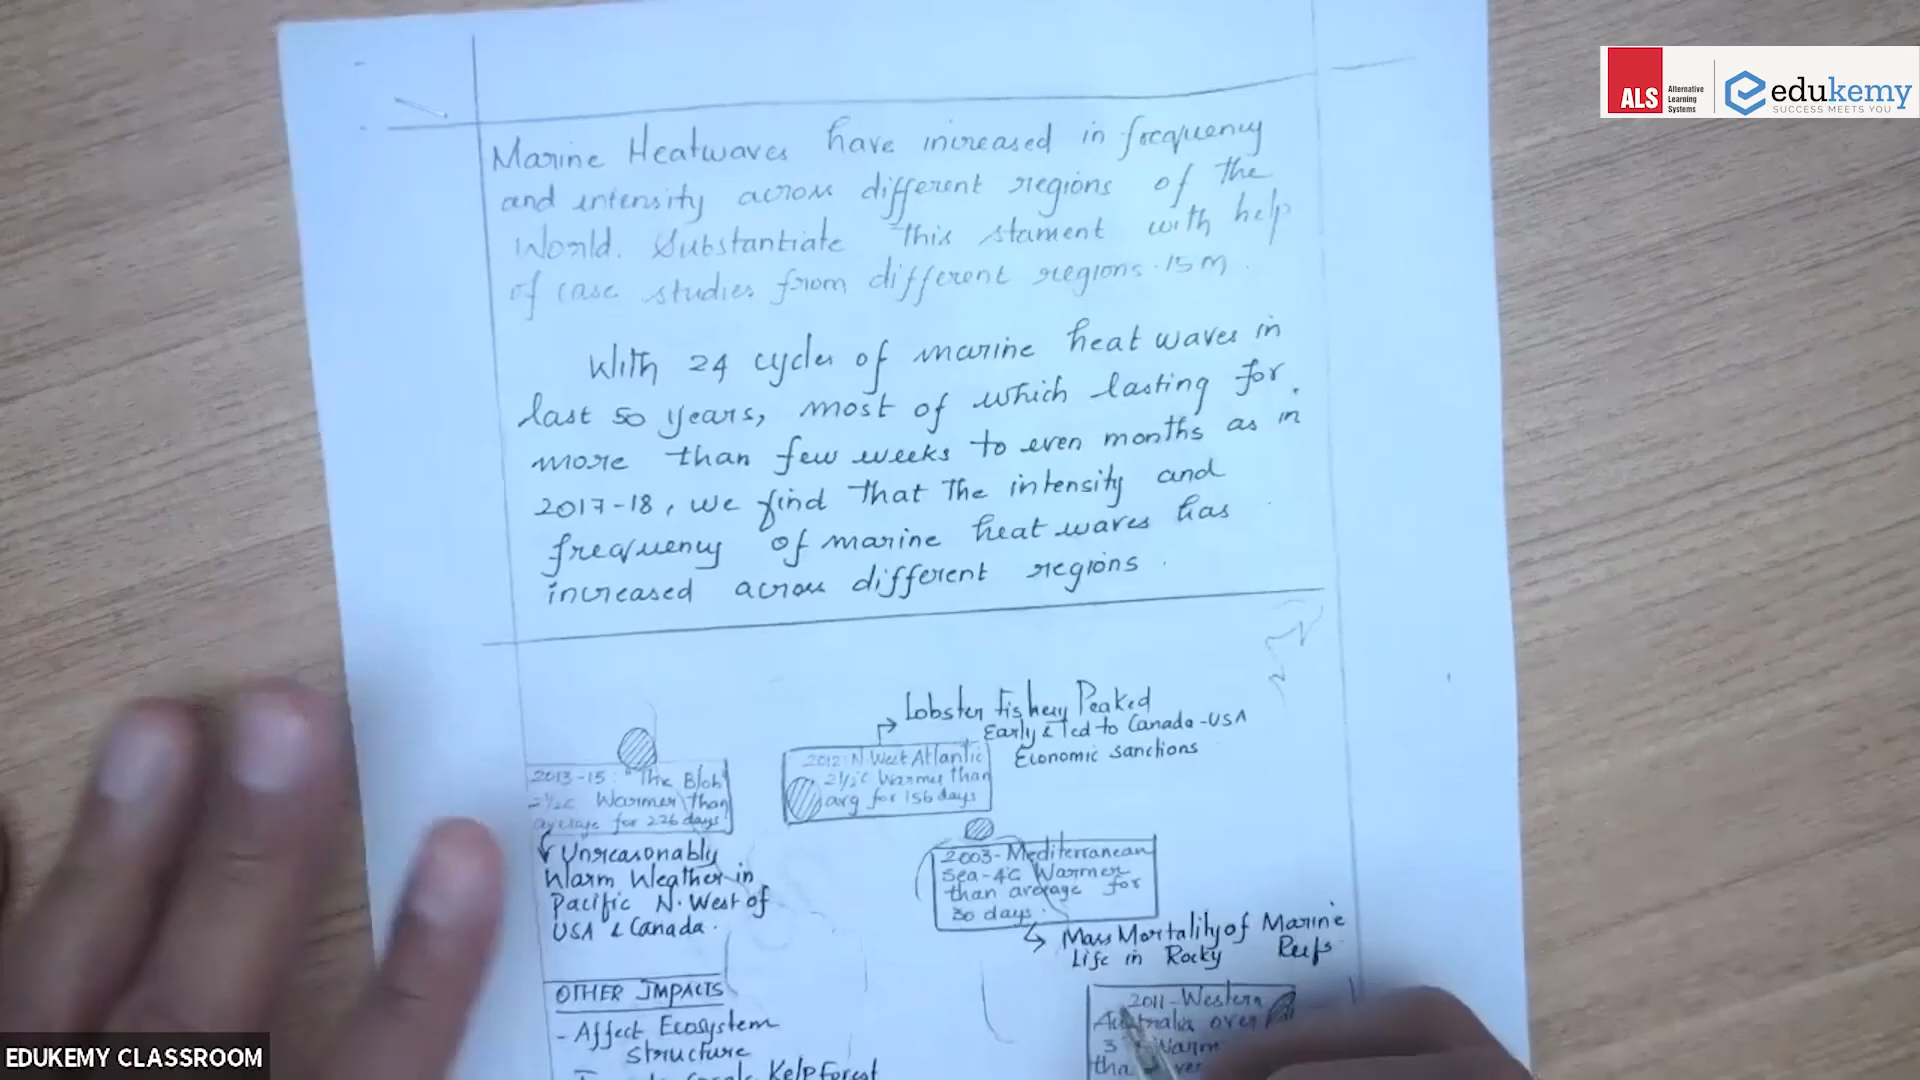 ALS Alternative
Learning
Systems
edukemy
SUCCESS MEETS YOU
Marine Heatwaves have increased in frequency
and intensity across different regions of the
World. Substantiate This stament with help
of case studies from different regions. 15M.
With 24 cycles of marine heat waves in
last 50 years, most of which lasting for
more than few weeks to even months as in
2017-18, we find that The intensity and
frequency of marine heat waves has
increased across different regions.
Lobster Fishery Peaked
Early & led to Canada-USA
Economic sanctions
2012: N West Atlantic
2½°C Warmer than
avg for 156 days
2013-15: "The Blob"
2½°C Warmer than
average for 226 days
Unreasonably
Warm Weather in
Pacific N. West of
USA & Canada.
2003- Mediterranean
Sea- 4°C Warmer
than average for
30 days.
Mass Mortality of Marine
Life in Rocky Reefs
OTHER IMPACTS
- Affect Ecosystem
Structure
Kelp Forest
2011-Western
Australia over
3
EDUKEMY CLASSROOM